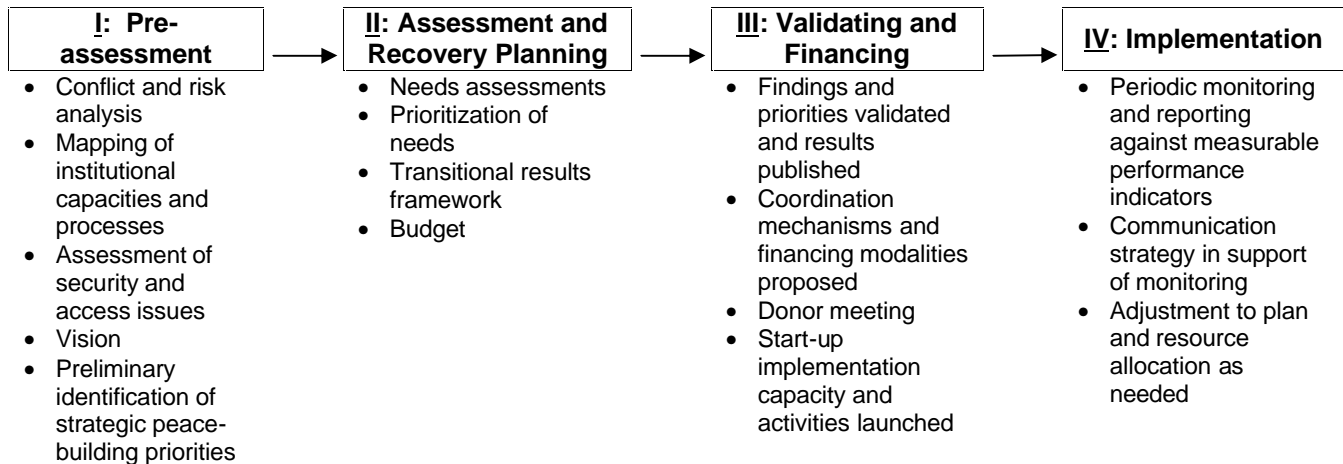 I: Pre-
assessment
• Conflict and risk
analysis
• Mapping of
institutional
capacities and
processes
• Assessment of
security and
access issues
• Vision
• Preliminary
identification of
strategic peace-
building priorities
II: Assessment and
Recovery Planning
• Needs assessments
• Prioritization of
needs
• Transitional results
framework
• Budget
III: Validating and
Financing
• Findings and
priorities validated
and results
published
• Coordination
mechanisms and
financing modalities
proposed
• Donor meeting
• Start-up
implementation
capacity and
activities launched
IV: Implementation
• Periodic monitoring
and reporting
against measurable
performance
indicators
• Communication
strategy in support
of monitoring
• Adjustment to plan
and resource
allocation as
needed